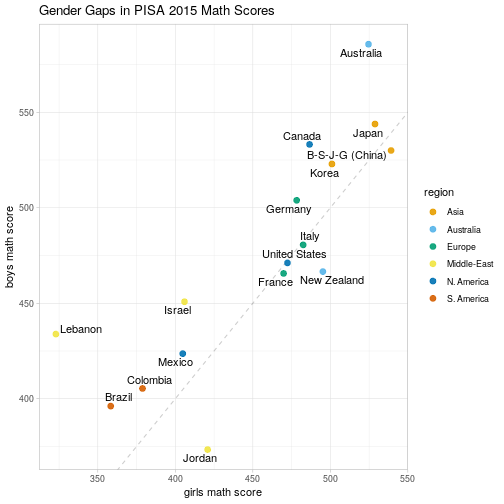 Gender Gaps in PISA 2015 Math Scores
Australia
550
Japan
Canada
B-S-J-G (China)
Korea
500
Germany
Italy
United States
France
New Zealand
450
Israel
Lebanon
Mexico
Colombia
400
Brazil
Jordan
boys math score
350
400
450
500
550
girls math score
region
Asia
Australia
Europe
Middle-East
N. America
S. America